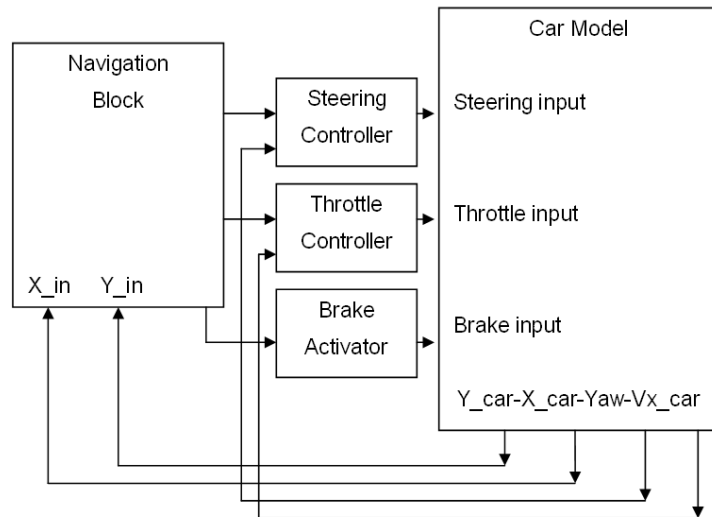 Navigation
Block
X_in Y_in
Steering
Controller
Throttle
Controller
Brake
Activator
Car Model
Steering input
Throttle input
Brake input
Y_car-X_car-Yaw-Vx_car